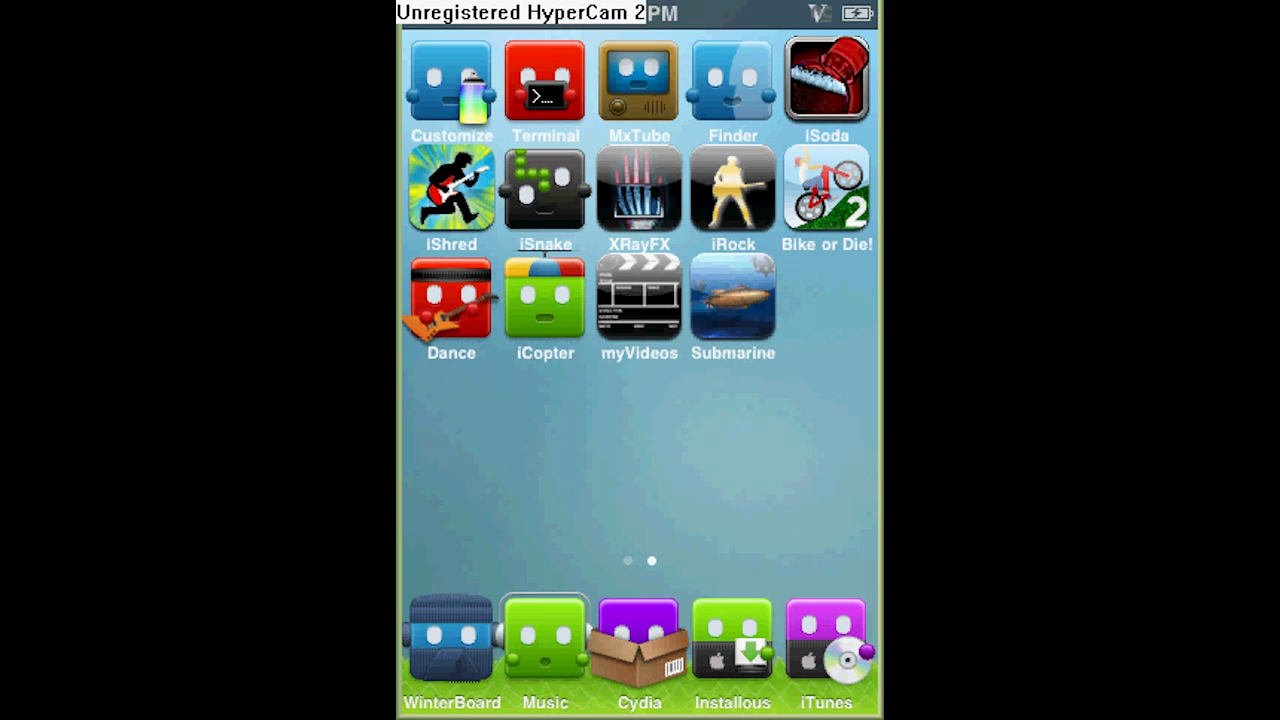 Unregistered HyperCam 2 PM
Customize Terminal MxTube Finder iSoda
iShred iSnake XRayFX iRock Bike or Die!
2
Dance iCopter myVideos Submarine
WinterBoard Music Cydia Installous iTunes